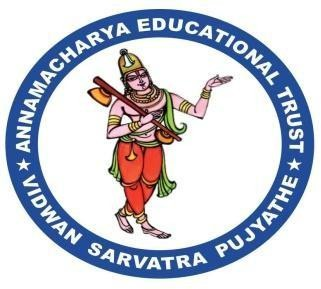 ANNAMACHARYA EDUCATIONAL TRUST
VIDWAN SARVATRA PUJYATHE